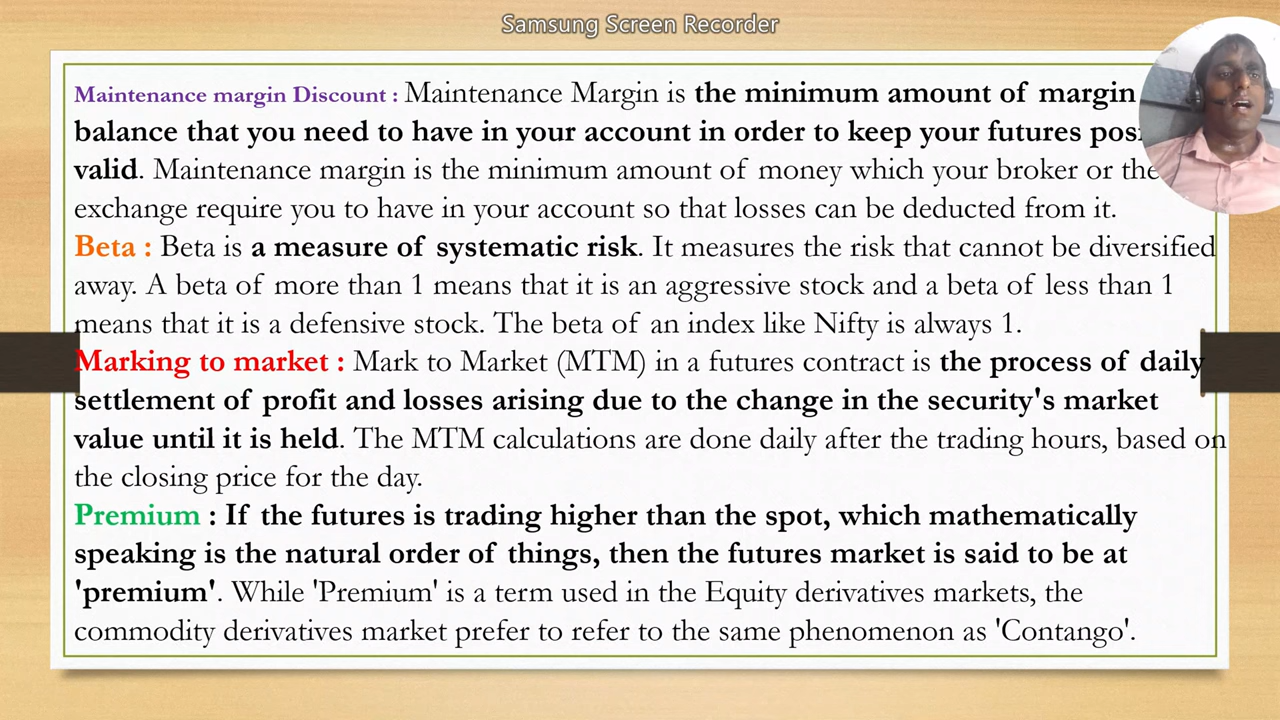 Samsung Screen Recorder
Maintenance margin Discount : Maintenance Margin is the minimum amount of margin
balance that you need to have in your account in order to keep your futures
valid. Maintenance margin is the minimum amount of money which your broker or the
exchange require you to have in your account so that losses can be deducted from it.
Beta : Beta is a measure of systematic risk. It measures the risk that cannot be diversified
away. A beta of more than 1 means that it is an aggressive stock and a beta of less than 1
means that it is a defensive stock. The beta of an index like Nifty is always 1.
Marking to market : Mark to Market (MTM) in a futures contract is the process of daily
settlement of profit and losses arising due to the change in the security's market
value until it is held. The MTM calculations are done daily after the trading hours, based on
the closing price for the day.
Premium : If the futures is trading higher than the spot, which mathematically
speaking is the natural order of things, then the futures market is said to be at
'premium'. While 'Premium' is a term used in the Equity derivatives markets, the
commodity derivatives market prefer to refer to the same phenomenon as 'Contango'.